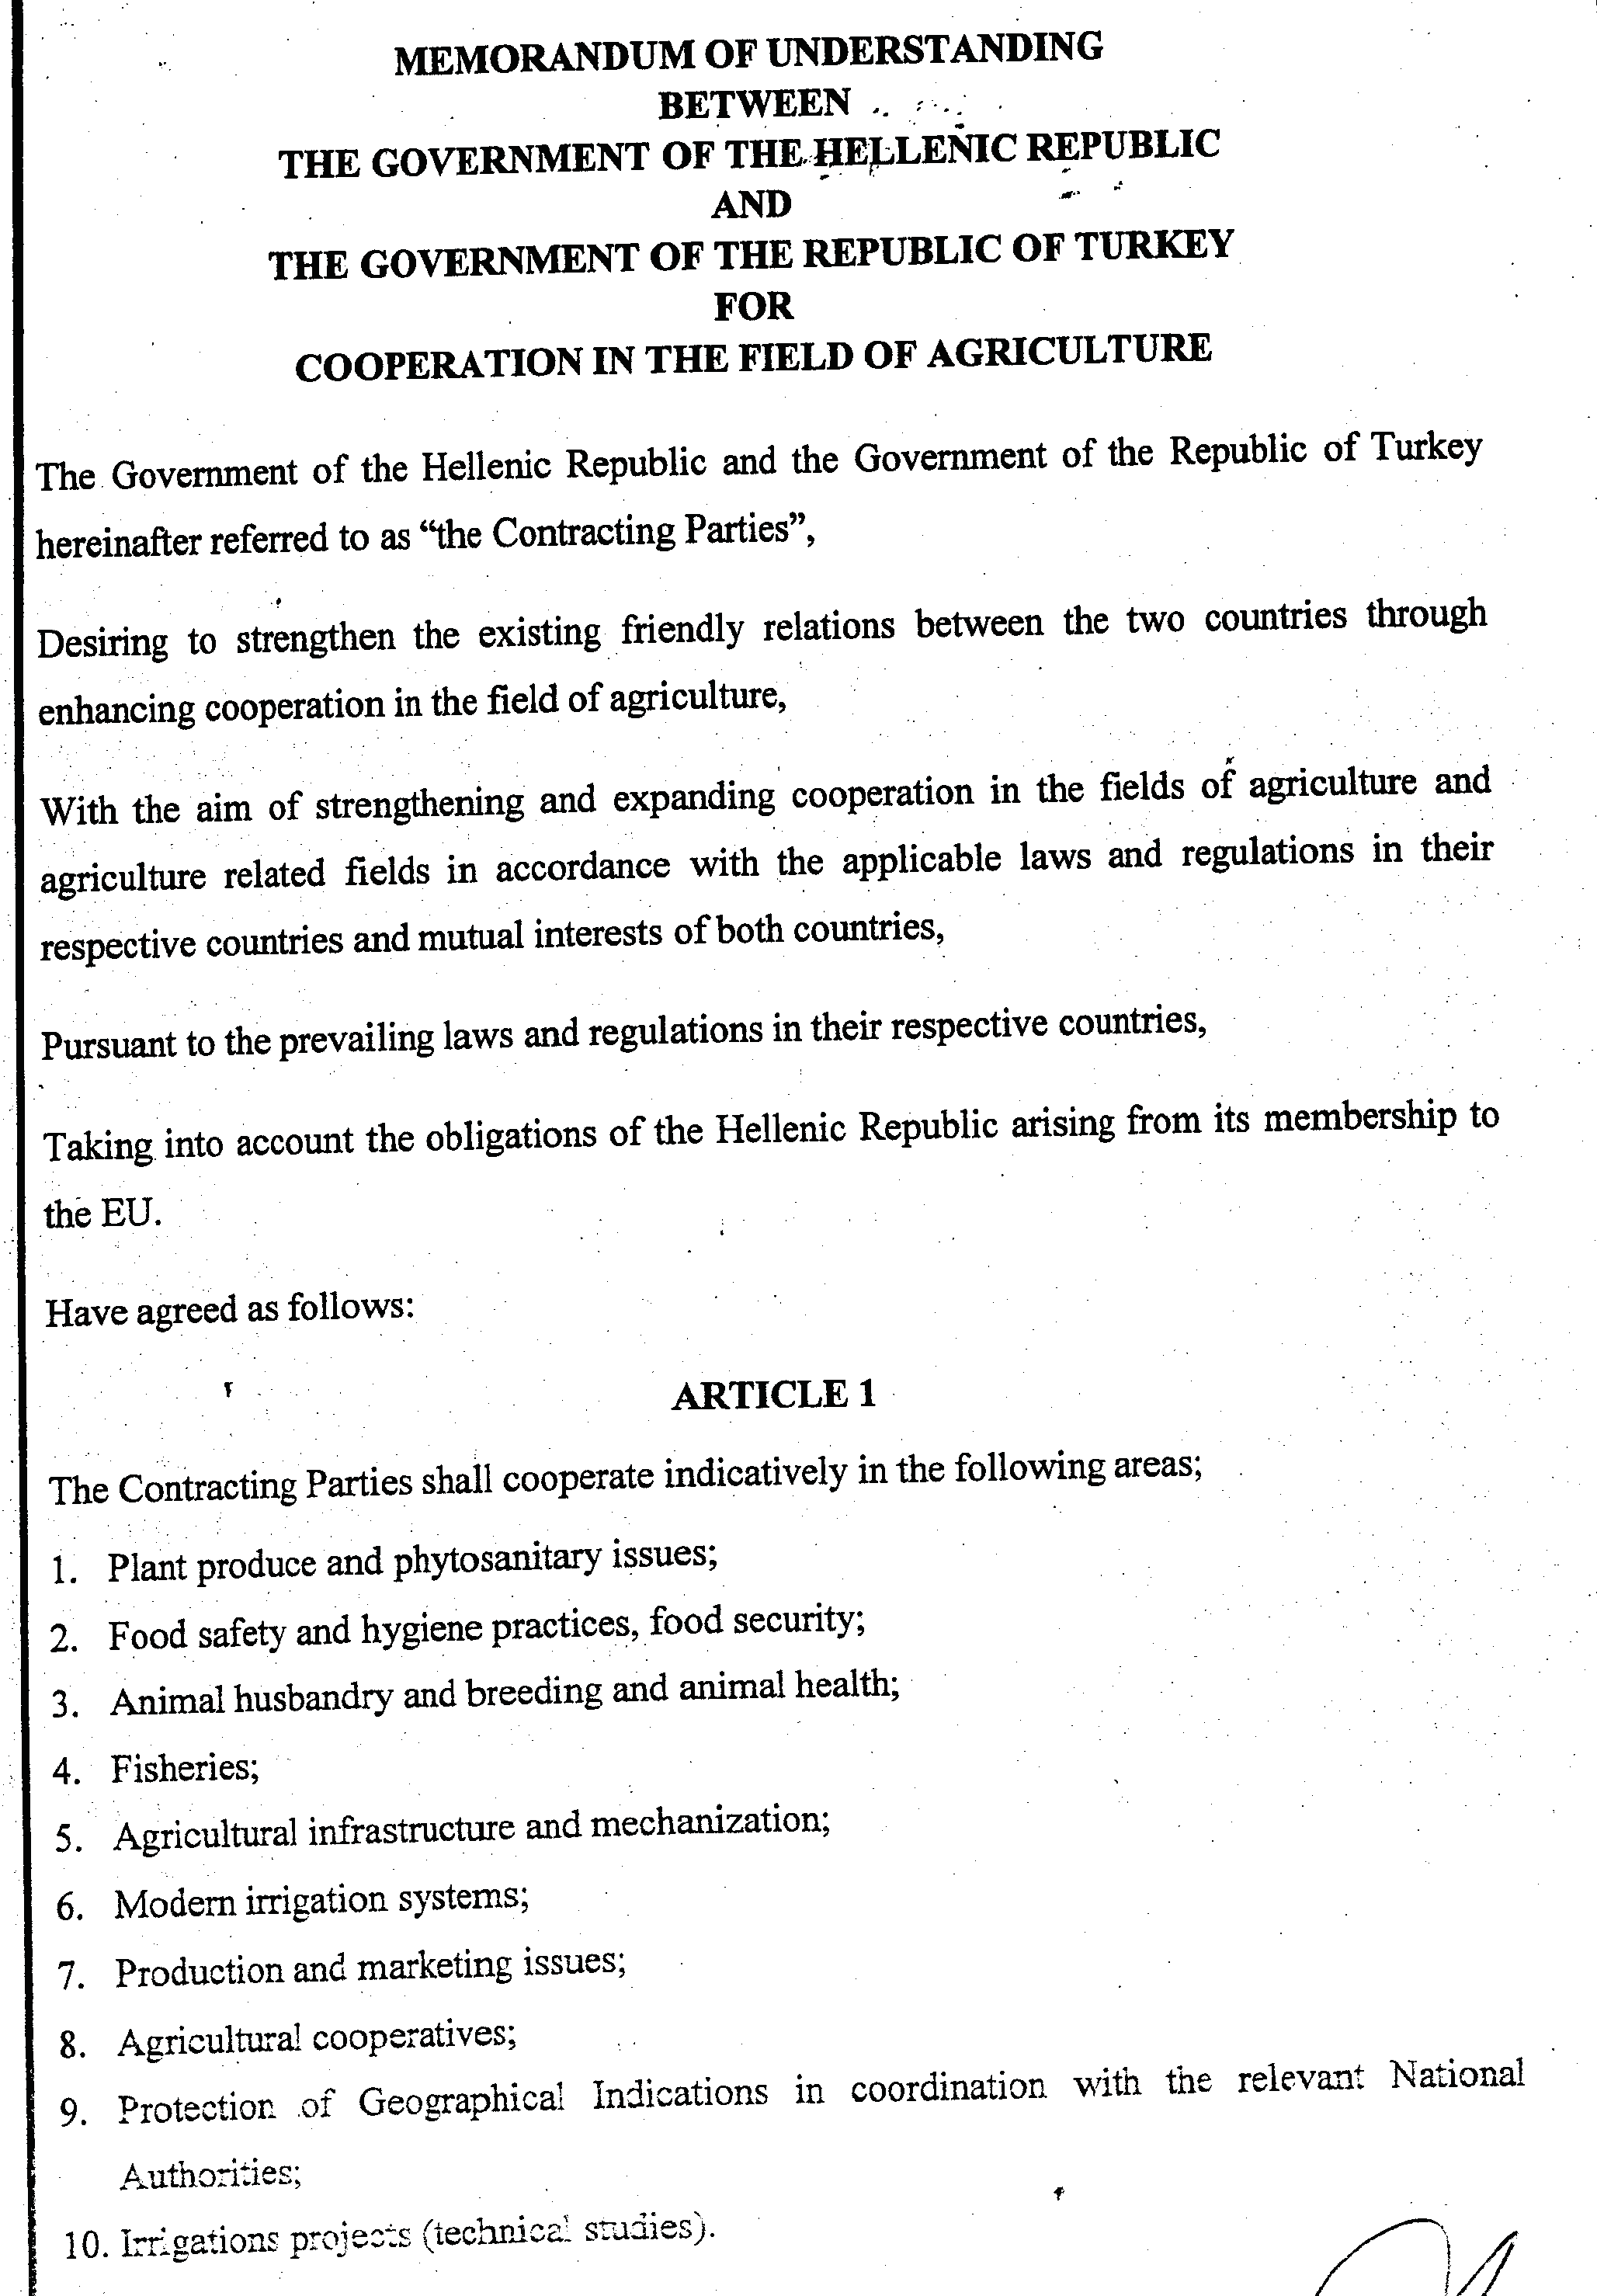 MEMORANDUM OF UNDERSTANDING
BETWEEN
THE GOVERNMENT OF THE HELLENIC REPUBLIC
AND
THE GOVERNMENT OF THE REPUBLIC OF TURKEY
FOR
COOPERATION IN THE FIELD OF AGRICULTURE
The Government of the Hellenic Republic and the Government of the Republic of Turkey
hereinafter referred to as “the Contracting Parties”,
Desiring to strengthen the existing friendly relations between the two countries through
enhancing cooperation in the field of agriculture,
With the aim of strengthening and expanding cooperation in the fields of agriculture and
agriculture related fields in accordance with the applicable laws and regulations in their
respective countries and mutual interests of both countries,
Pursuant to the prevailing laws and regulations in their respective countries,
Taking into account the obligations of the Hellenic Republic arising from its membership to
the EU.
Have agreed as follows:
ARTICLE 1
The Contracting Parties shall cooperate indicatively in the following areas;
1. Plant produce and phytosanitary issues;
2. Food safety and hygiene practices, food security;
3. Animal husbandry and breeding and animal health;
4. Fisheries;
5. Agricultural infrastructure and mechanization;
6. Modern irrigation systems;
7. Production and marketing issues;
8. Agricultural cooperatives;
9. Protection of Geographical Indications in coordination with the relevant National
Authorities;
10. Irrigations projects (technical studies).